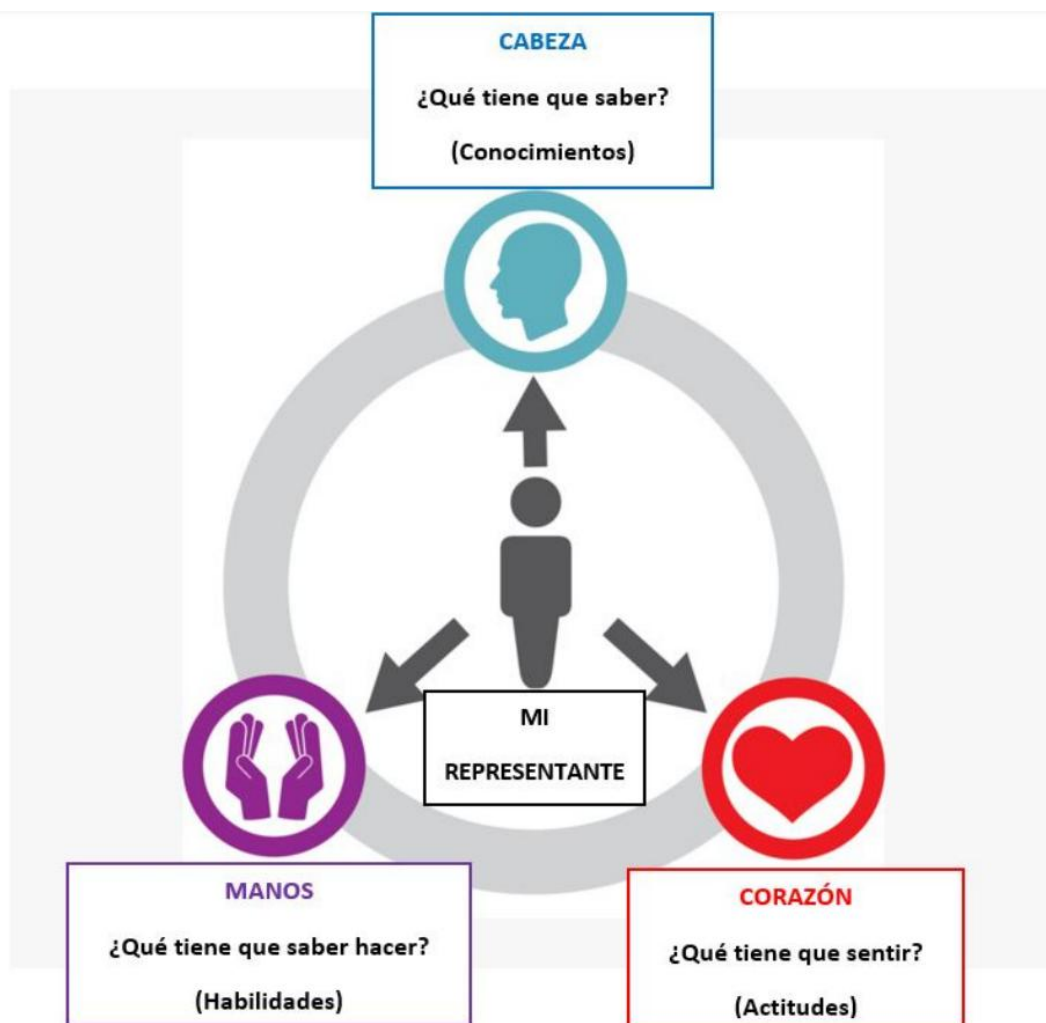 CABEZA
¿Qué tiene que saber?
(Conocimientos)
MI
REPRESENTANTE
MANOS
¿Qué tiene que saber hacer?
(Habilidades)
CORAZÓN
¿Qué tiene que sentir?
(Actitudes)